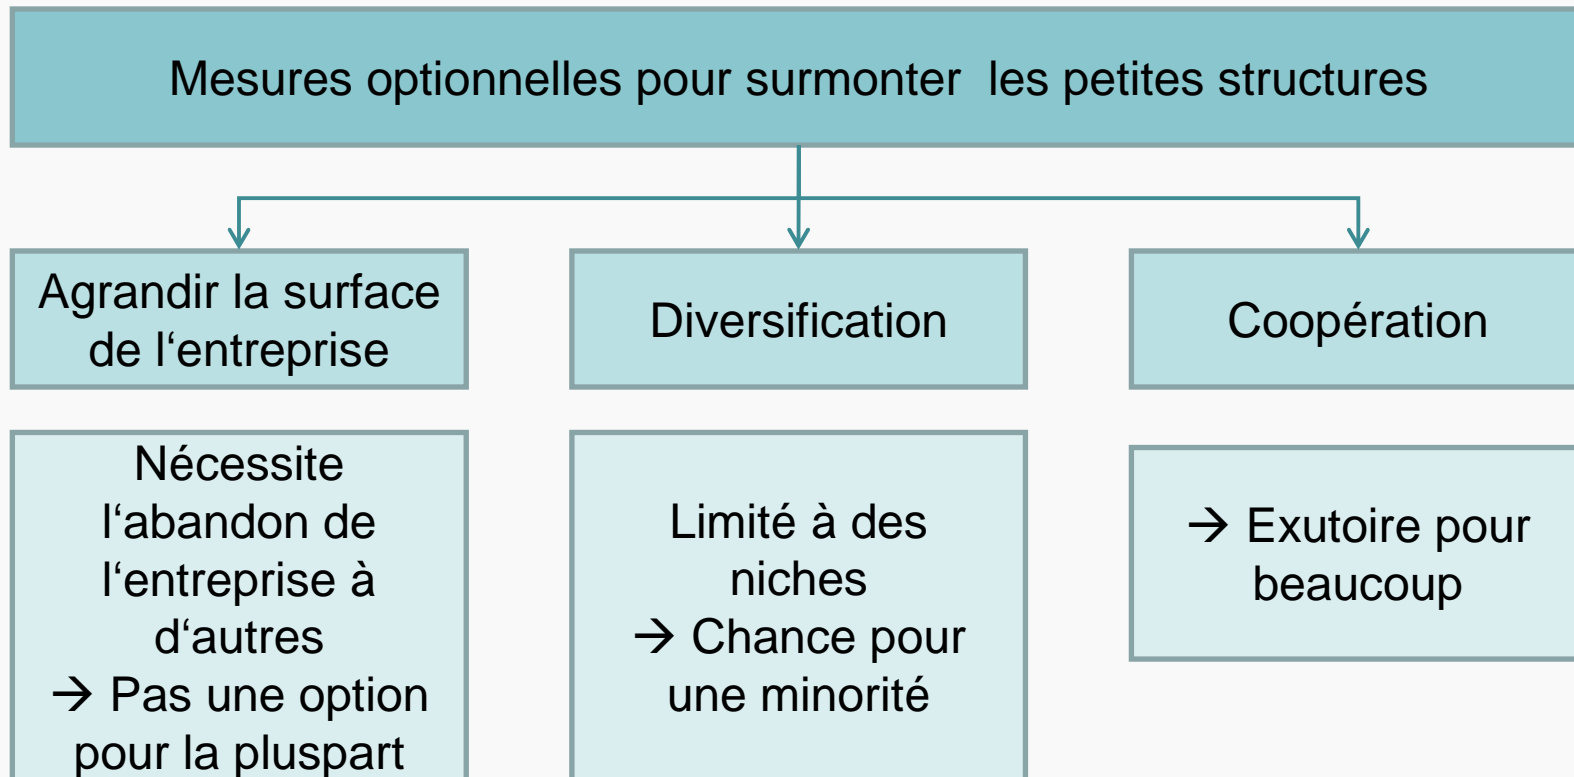 Mesures optionnelles pour surmonter  les petites structures
Agrandir la surface
de l‘entreprise
Diversification
Coopération
Nécessite
l‘abandon de
l‘entreprise à
d‘autres
→ Pas une option
pour la pluspart
Limité à des
niches
→ Chance pour
une minorité
→ Exutoire pour
beaucoup